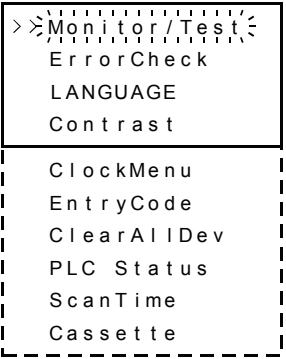 >>Monitor/Test
ErrorCheck
LANGUAGE
Contrast
ClockMenu
EntryCode
ClearAllDev
PLC Status
ScanTime
Cassette